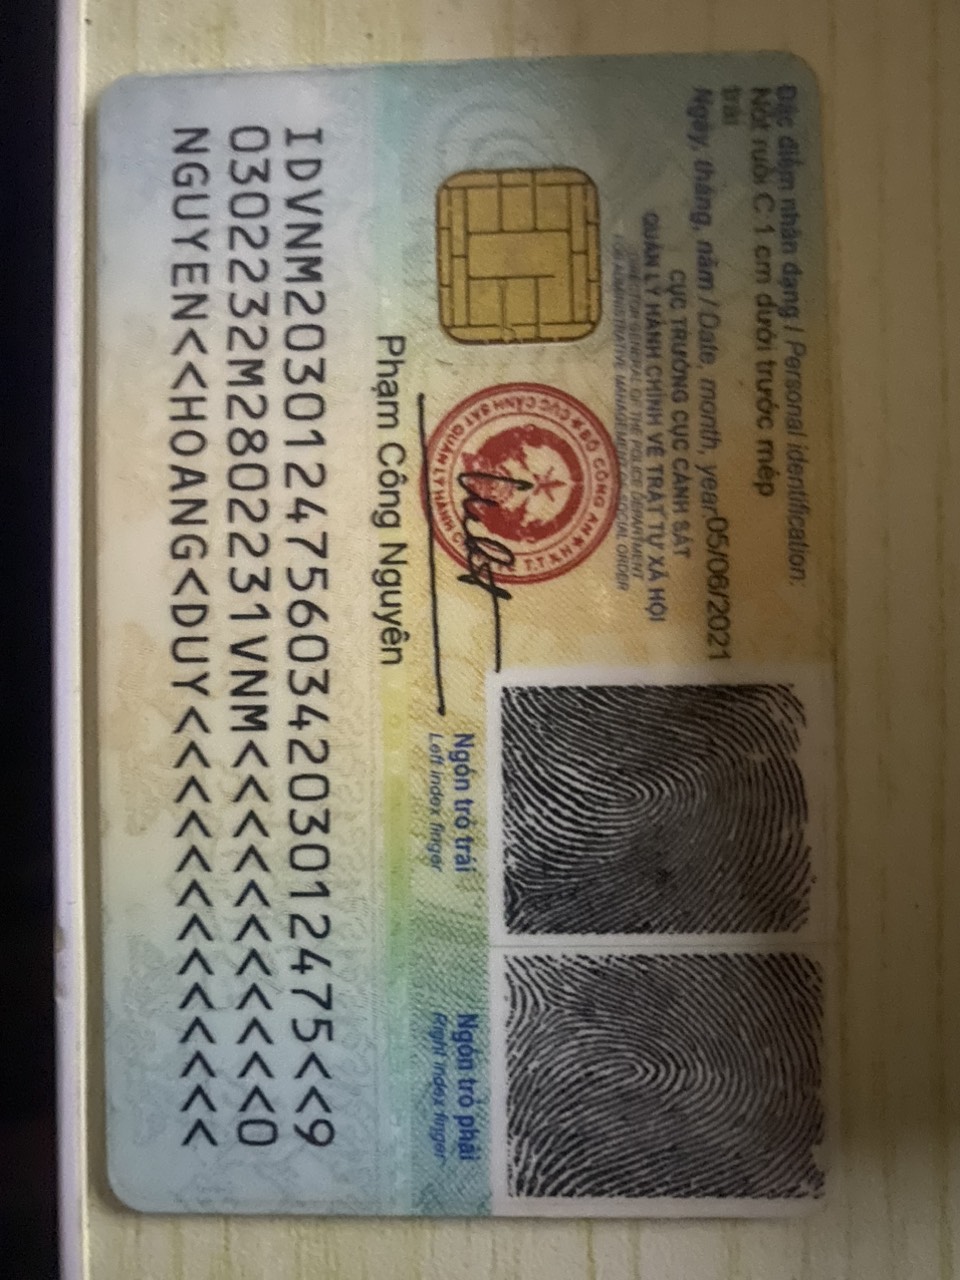 Đặc điểm nhân dạng / Personal identification:
Nốt ruồi C:1 cm dưới trước mép
trái
Ngày, tháng, năm / Date, month, year 05/06/2021
CỤC TRƯỞNG CỤC CẢNH SÁT
QUẢN LÝ HÀNH CHÍNH VỀ TRẬT TỰ XÃ HỘI
DIRECTOR GENERAL OF THE POLICE DEPARTMENT
FOR ADMINISTRATIVE MANAGEMENT OF SOCIAL ORDER
BỘ CÔNG AN
CỤC CẢNH SÁT QUẢN LÝ HÀNH
T.T.X.H
Phạm Công Nguyên
Ngón trỏ trái
Left index finger
Ngón trỏ phải
Right index finger
IDVNM2030124756034203012475<<9
0302232M2802231VNM<<<<<<<<<<<0
NGUYEN<<HOANG<DUY<<<<<<<<<<<<<